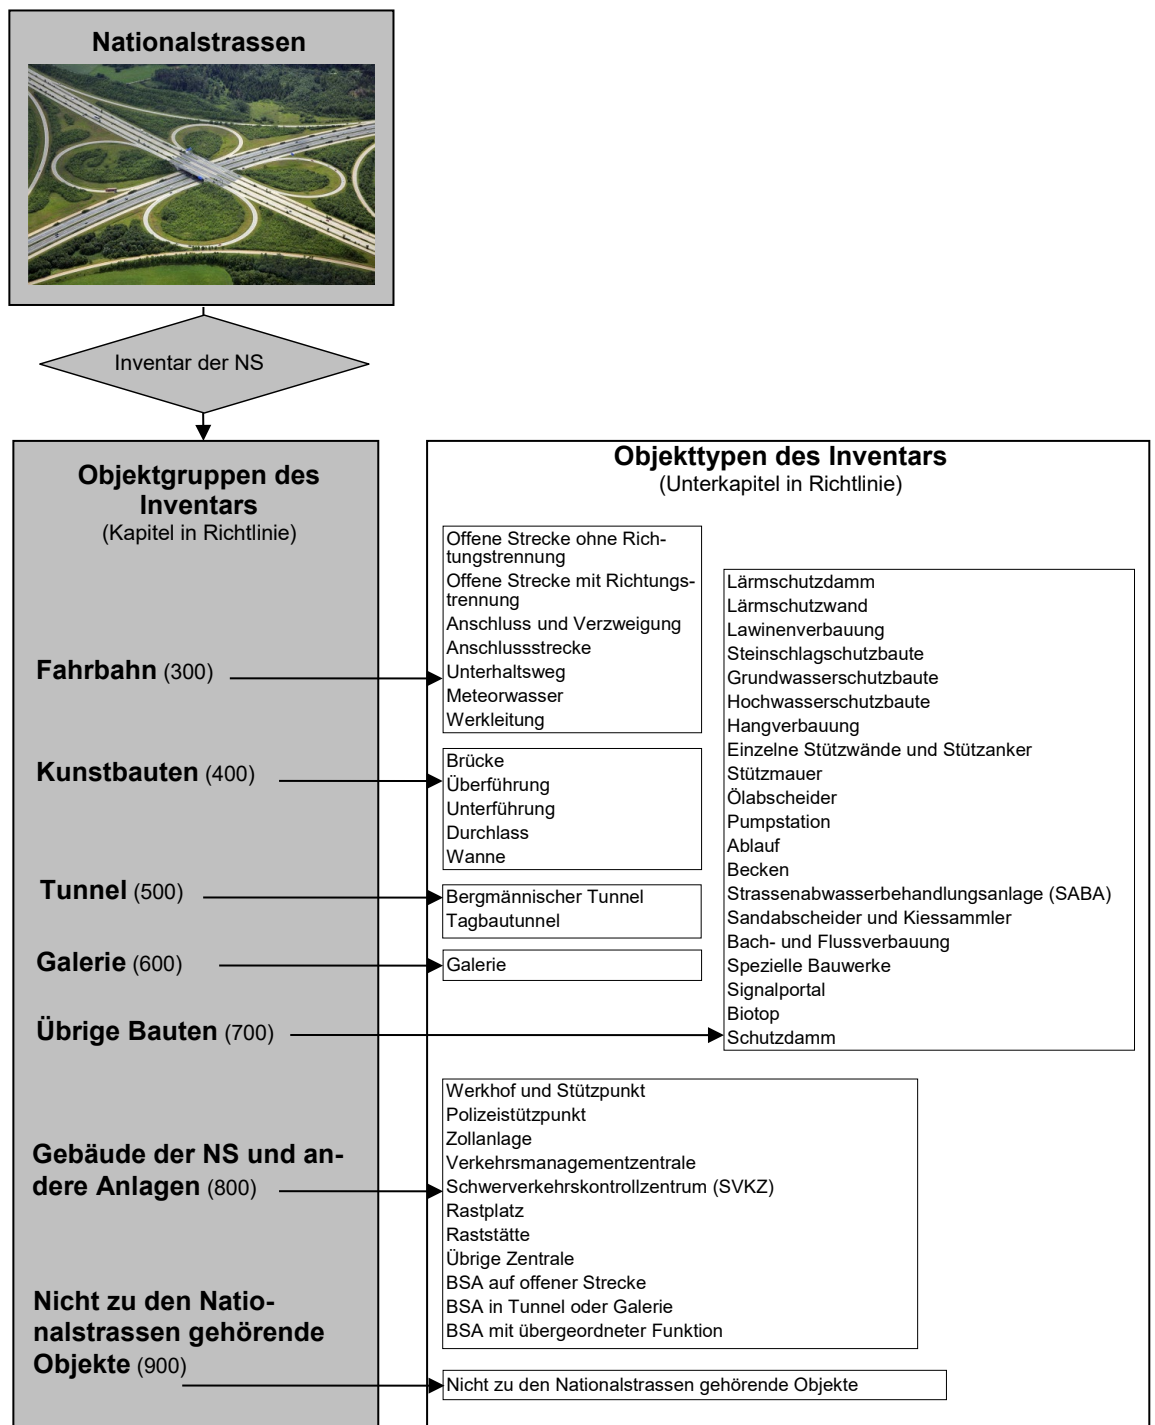 Nationalstrassen
Inventar der NS
Objektgruppen des
Inventars
(Kapitel in Richtlinie)
Fahrbahn (300)
Kunstbauten (400)
Tunnel (500)
Galerie (600)
Übrige Bauten (700)
Gebäude der NS und an-
dere Anlagen (800)
Nicht zu den Natio-
nalstrassen gehörende
Objekte (900)
Objekttypen des Inventars
(Unterkapitel in Richtlinie)
Offene Strecke ohne Rich-
tungstrennung
Offene Strecke mit Richtungs-
trennung
Anschluss und Verzweigung
Anschlussstrecke
Unterhaltsweg
Meteorwasser
Werkleitung
Brücke
Überführung
Unterführung
Durchlass
Wanne
Bergmännischer Tunnel
Tagbautunnel
Galerie
Lärmschutzdamm
Lärmschutzwand
Lawinenverbauung
Steinschlagschutzbaute
Grundwasserschutzbaute
Hochwasserschutzbaute
Hangverbauung
Einzelne Stützwände und Stützanker
Stützmauer
Ölabscheider
Pumpstation
Ablauf
Becken
Strassenabwasserbehandlungsanlage (SABA)
Sandabscheider und Kiessammler
Bach- und Flussverbauung
Spezielle Bauwerke
Signalportal
Biotop
Schutzdamm
Werkhof und Stützpunkt
Polizeistützpunkt
Zollanlage
Verkehrsmanagementzentrale
Schwerverkehrskontrollzentrum (SVKZ)
Rastplatz
Raststätte
Übrige Zentrale
BSA auf offener Strecke
BSA in Tunnel oder Galerie
BSA mit übergeordneter Funktion
Nicht zu den Nationalstrassen gehörende Objekte